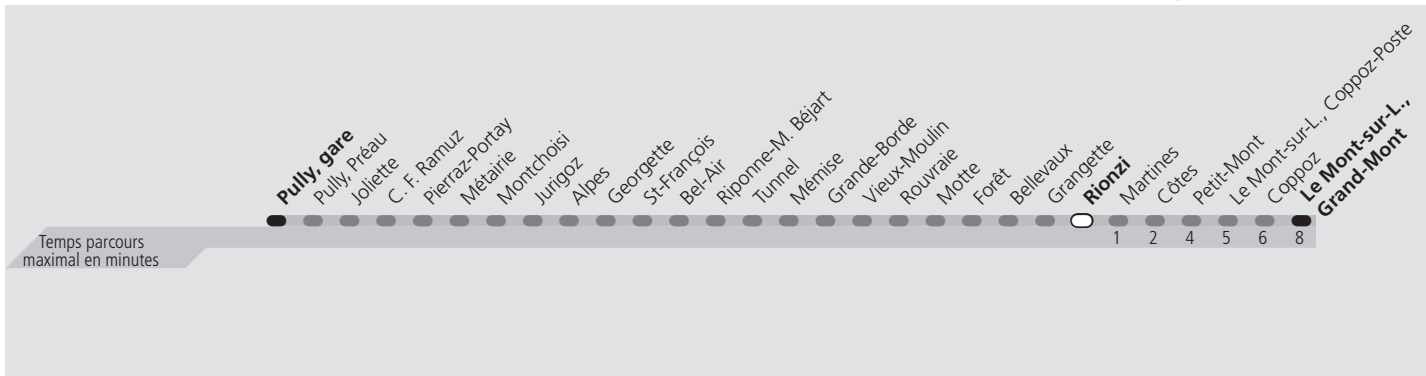 Pully, gare
Pully, Préau
Joliette
C. F. Ramuz
Pierraz-Portay
Métairie
Montchoisi
Jurigoz
Alpes
Georgette
St-François
Bel-Air
Riponne-M. Béjart
Tunnel
Mémise
Grande-Borde
Vieux-Moulin
Rouvraie
Motte
Forêt
Bellevaux
Grangette
Rionzi
Martines
Côtes
Petit-Mont
Le Mont-sur-L., Coppoz-Poste
Coppoz
Le Mont-sur-L.,
Grand-Mont
Temps parcours
maximal en minutes
1 2 4 5 6 8